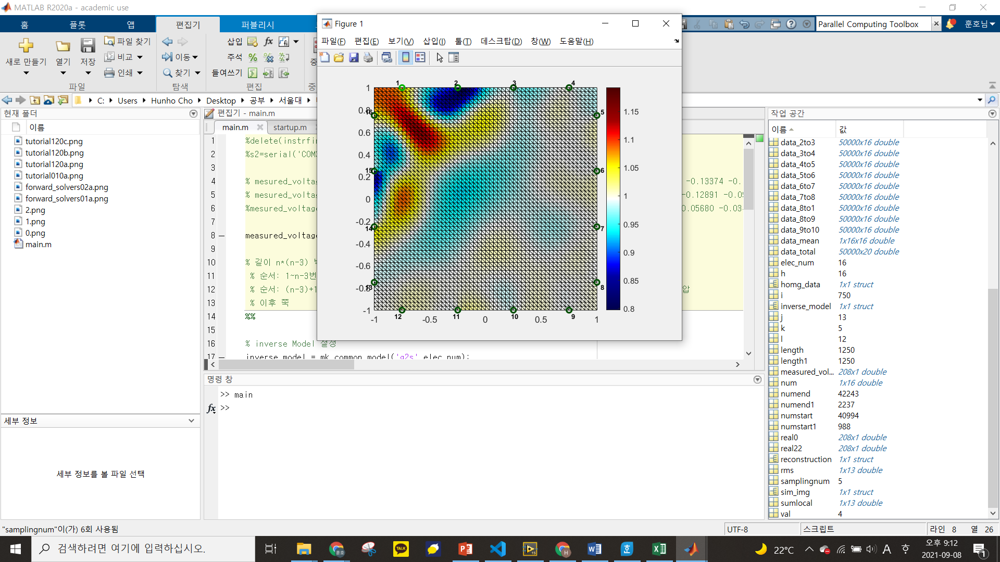 MATLAB R2020a - academic use
홈 플롯 앱 편집기 퍼블리시
Parallel Computing Toolbox
훈호님
파일 찾기
새로 만들기 열기 저장
비교
인쇄
파일
이동
찾기
탐색
삽입
주석
들여쓰기
편집
C: Users Hunho Cho Desktop 공부 서울대
현재 폴더
이름
tutorial120c.png
tutorial120b.png
tutorial120a.png
tutorial010a.png
forward_solvers02a.png
forward_solvers01a.png
2.png
1.png
0.png
main.m
세부 정보
세부 정보를 볼 파일 선택
편집기 - main.m
main.m startup.m
1 %delete(instrfin
2 %s2=serial('COM
3
4 % mesured_voltag -0.13374 -0.
5 % mesured_voltag -0.12891 -0.09
6 %mesured_voltage 0.05680 -0.03
7
8 measured_voltage
9
10 % 길이 n*(n-3)
11 % 순서: 1~n-3번
12 % 순서: (n-3)+1 압
13 % 이후 쭉
14 %%
15
16 % inverse Model 설정
17 inverse_model = mk_common_model('g2s',elec_num);
Figure 1
파일(F) 편집(E) 보기(V) 삽입(I) 툴(T) 데스크탑(D) 창(W) 도움말(H)
1 2 3 4
5 6 7 8
9 10 11 12
13 14 15 16
1
0.8
0.6
0.4
0.2
0
-0.2
-0.4
-0.6
-0.8
-1
-1 -0.5 0 0.5 1
1.15
1.1
1.05
1
0.95
0.9
0.85
0.8
명령 창
>> main
fx >>
작업 공간
이름 값
data_2to3 50000x16 double
data_3to4 50000x16 double
data_4to5 50000x16 double
data_5to6 50000x16 double
data_6to7 50000x16 double
data_7to8 50000x16 double
data_8to1 50000x16 double
data_8to9 50000x16 double
data_9to10 50000x16 double
data_mean 1x16x16 double
data_total 50000x20 double
elec_num 16
h 16
homg_data 1x1 struct
i 750
inverse_model 1x1 struct
j 13
k 5
l 12
length 1250
length1 1250
measured_vol... 208x1 double
num 1x16 double
numend 42243
numend1 2237
numstart 40994
numstart1 988
real0 208x1 double
real22 208x1 double
reconstruction 1x1 struct
rms 1x13 double
samplingnum 5
sim_img 1x1 struct
sumlocal 1x13 double
val 4
"samplingnum"이(가) 6회 사용됨
UTF-8 스크립트 라인 8 열 26
검색하려면 여기에 입력하십시오.
22°C A 한
오후 9:12
2021-09-08
1